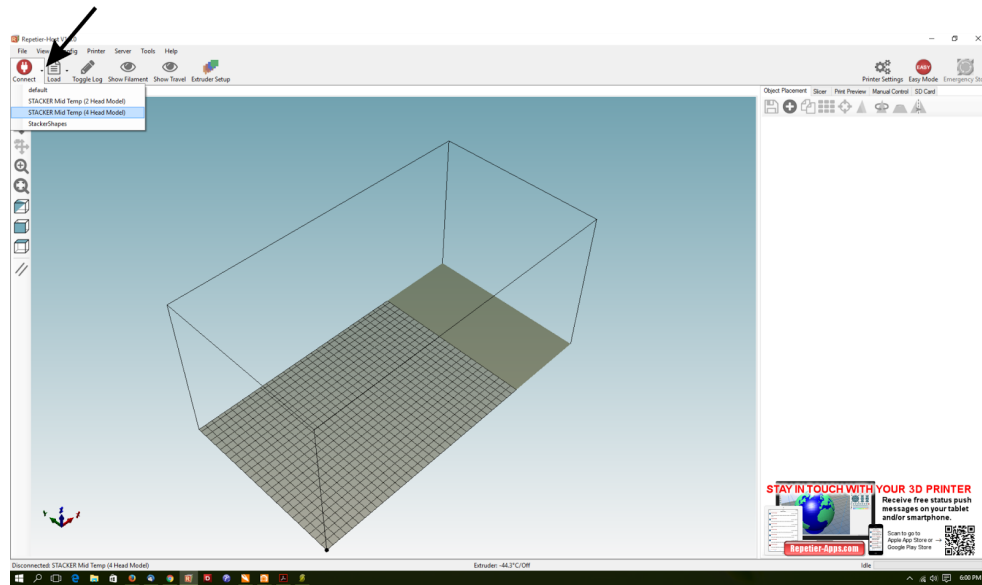 Repetier-Host V1.
File View Config Printer Server Tools Help
Connect Load Toggle Log Show Filament Show Travel Extruder Setup
Printer Settings Easy Mode Emergency Sto
EASY
default
STACKER Mid Temp (2 Head Model)
STACKER Mid Temp (4 Head Model)
StackerShapes
Object Placement Slicer Print Preview Manual Control SD Card
STAY IN TOUCH WITH YOUR 3D PRINTER
Receive free status push
messages on your tablet
and/or smartphone.
Scan to go to
Apple App Store or →
Google Play Store
Repetier-Apps.com
Disconnected: STACKER Mid Temp (4 Head Model)
Extruder: -44.3°C/Off
Idle
6:00 PM